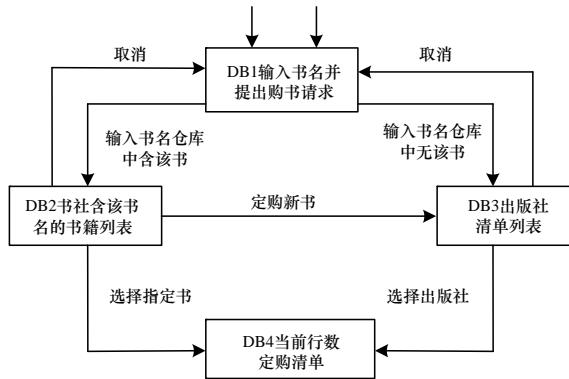 取消
取消
DB1输入书名并
提出购书请求
输入书名仓库
中含该书
输入书名仓库
中无该书
DB2书社含该书
名的书籍列表
定购新书
DB3出版社
清单列表
选择指定书
选择出版社
DB4当前行数
定购清单